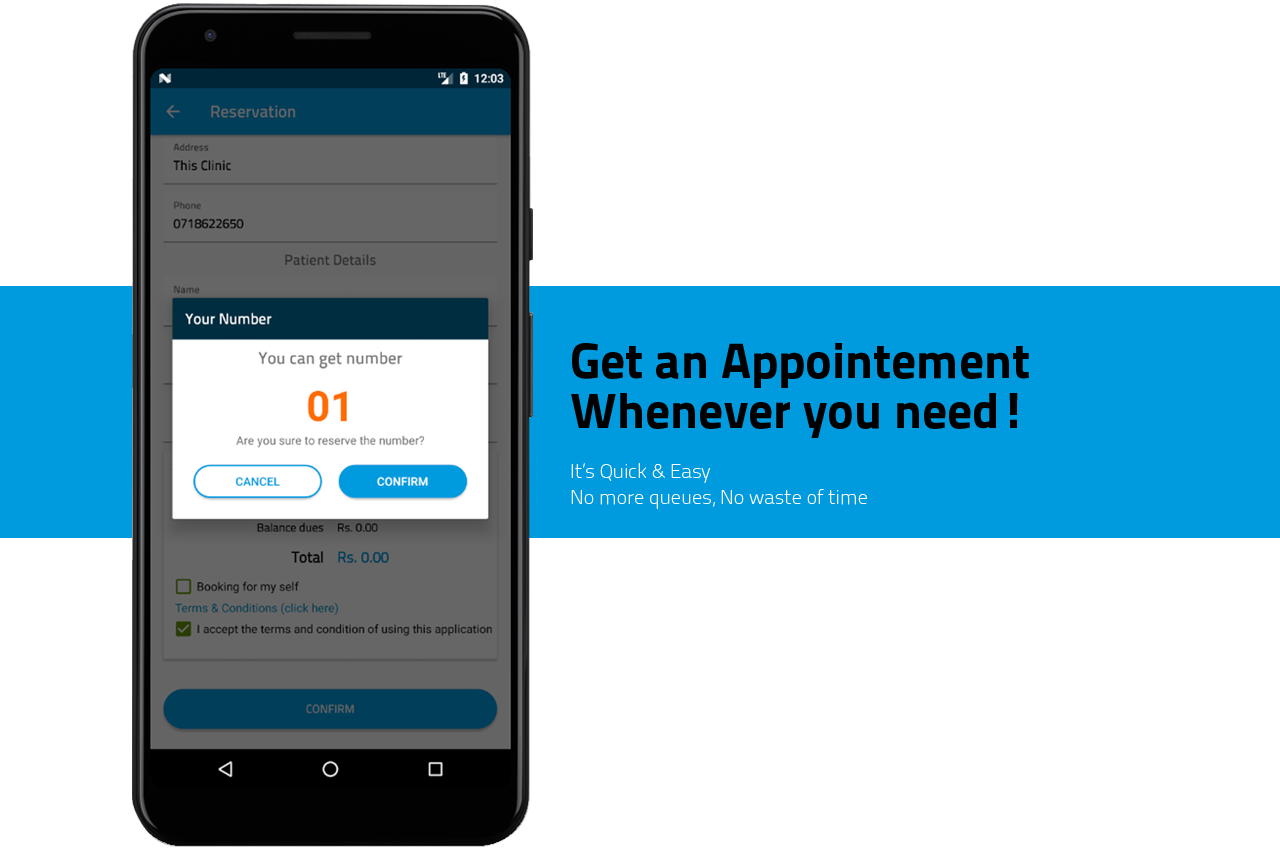 LTE 12:03
Reservation
Address
This Clinic
Phone
0718622650
Patient Details
Name
Your Number
You can get number
01
Are you sure to reserve the number?
CANCEL CONFIRM
Balance dues Rs. 0.00
Total Rs. 0.00
Booking for my self
Terms & Conditions (click here)
I accept the terms and condition of using this application
CONFIRM
Get an Appointement
Whenever you need!
It's Quick & Easy
No more queues, No waste of time